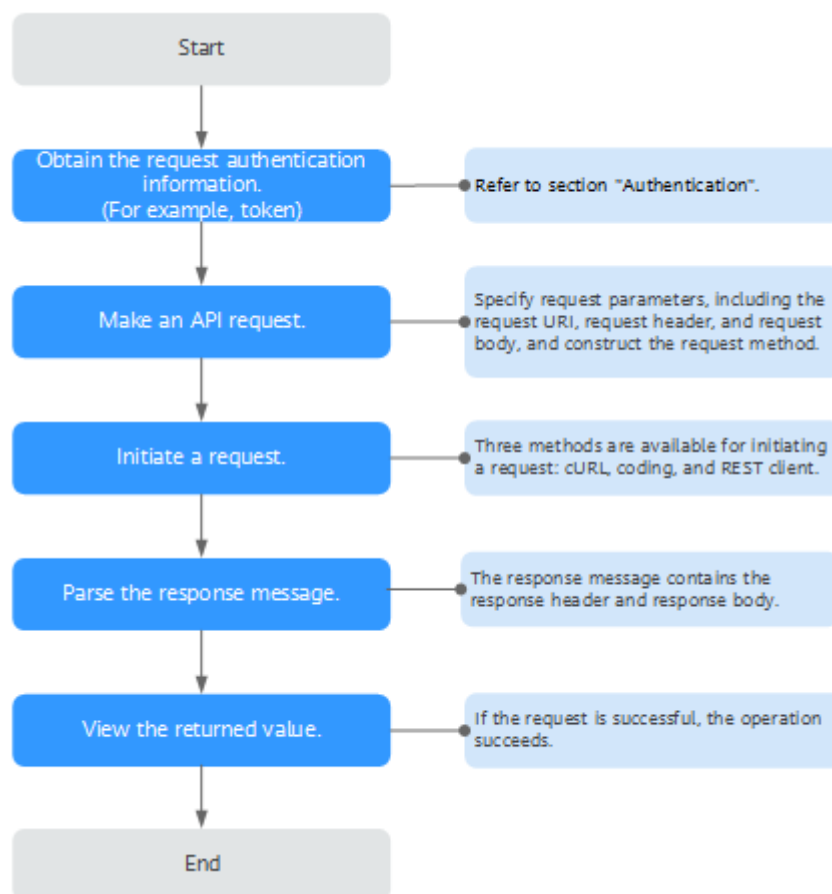 Start
Obtain the request authentication
information.
(For example, token)
Refer to section "Authentication".
Make an API request.
Specify request parameters, including the
request URI, request header, and request
body, and construct the request method.
Initiate a request.
Three methods are available for initiating
a request: cURL, coding, and REST client.
Parse the response message.
The response message contains the
response header and response body.
View the returned value.
If the request is successful, the operation
succeeds.
End